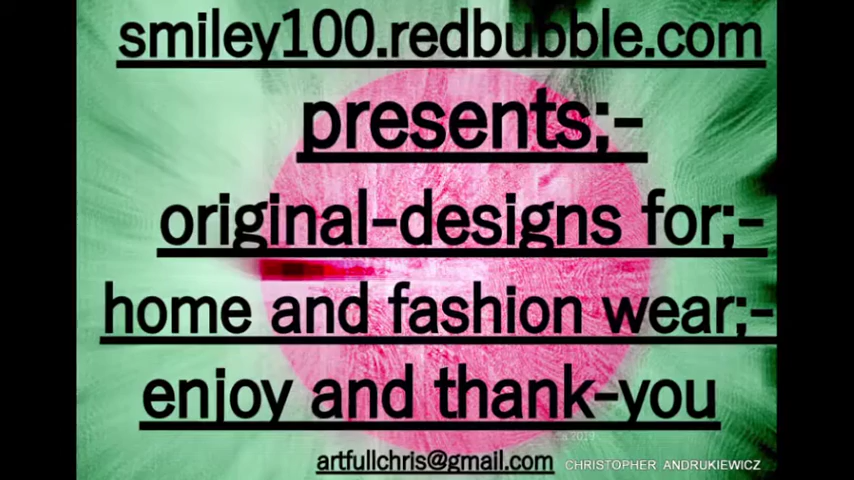 smiley100.redbubble.com
presents;-
original-designs for;-
home and fashion wear;-
enjoy and thank-you
2019
artfullchris@gmail.com CHRISTOPHER ANDRUKIEWICZ